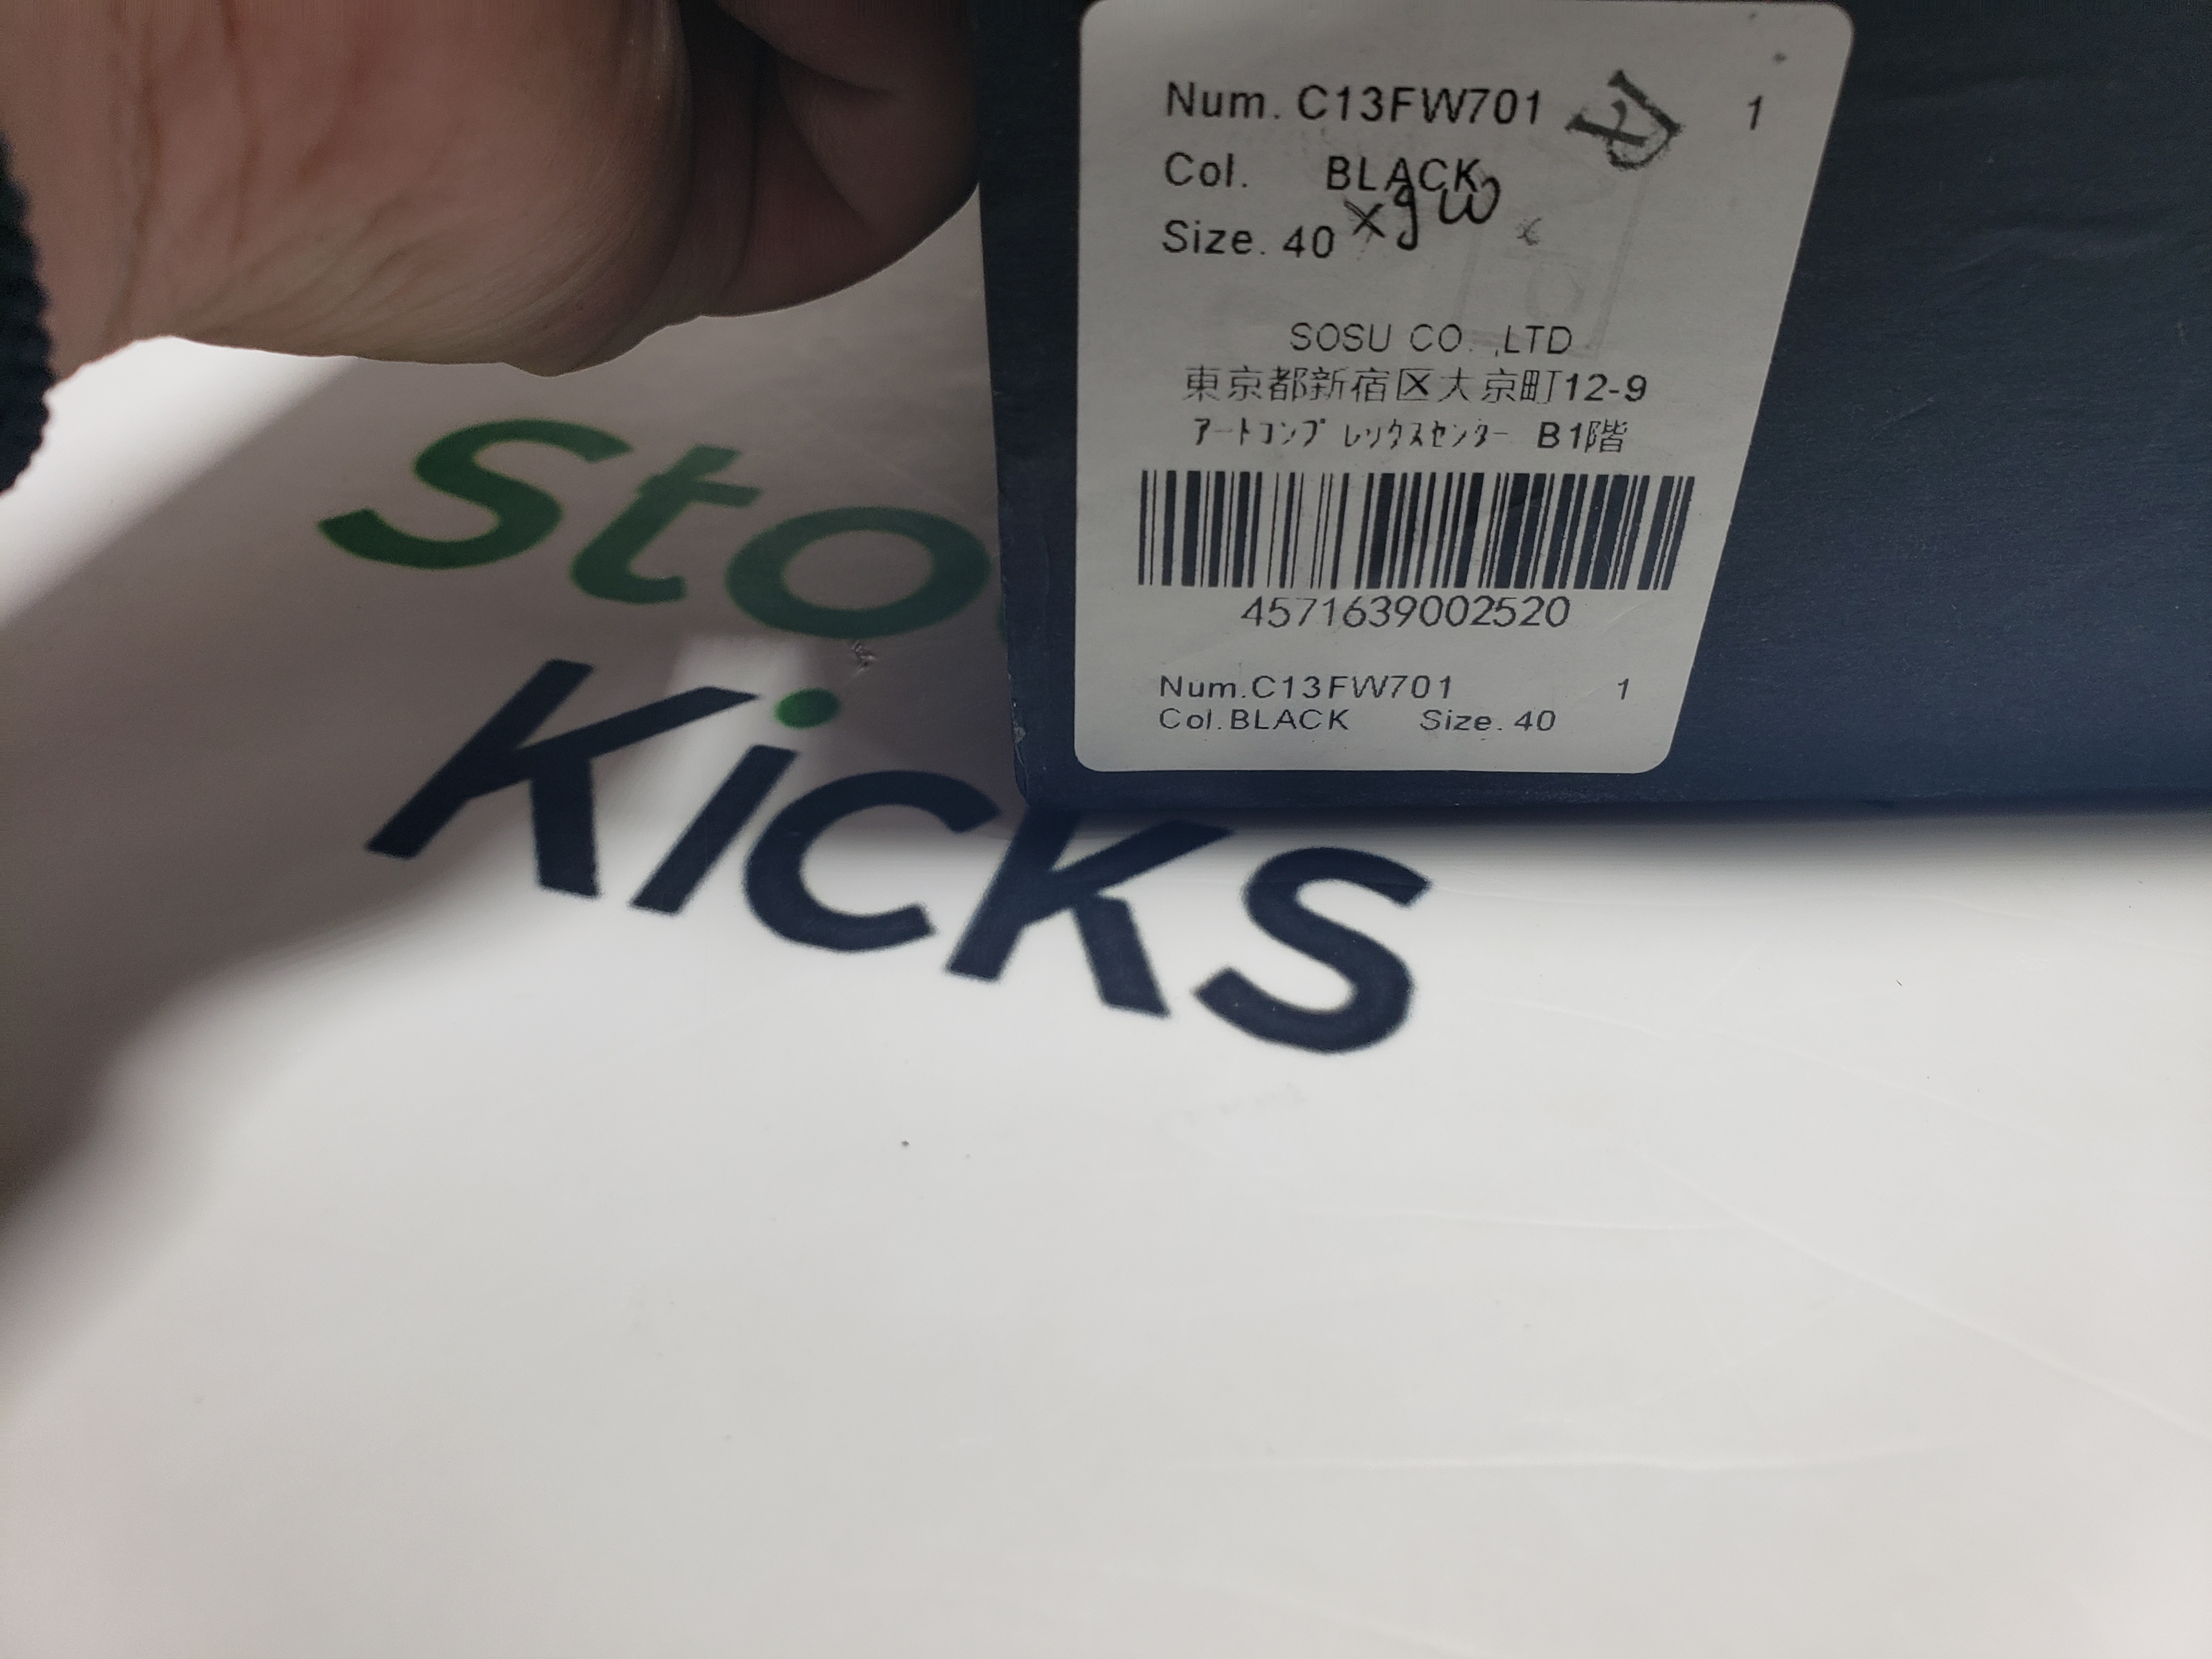 Num. C13FW701 1
Col. BLACK
xgw
Size. 40
SOSU CO. ,LTD
東京都新宿区大京町12-9
アートコンプレックスセンター B1階
4571639002520
Num.C13FW701 1
Col.BLACK Size. 40
Sto
Kicks